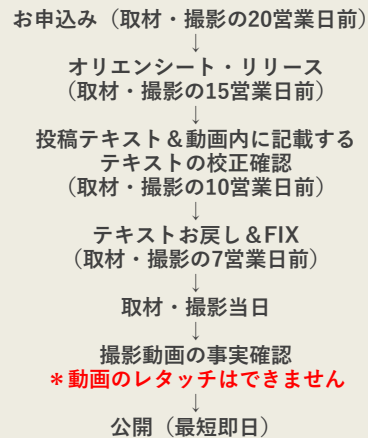 お申込み（取材・撮影の20営業日前）
↓
オリエンシート・リリース
（取材・撮影の15営業日前）
↓
投稿テキスト＆動画内に記載する
テキストの校正確認
（取材・撮影の10営業日前）
↓
テキストお戻し＆FIX
（取材・撮影の7営業日前）
↓
取材・撮影当日
↓
撮影動画の事実確認
＊動画のレタッチはできません
↓
公開（最短即日）